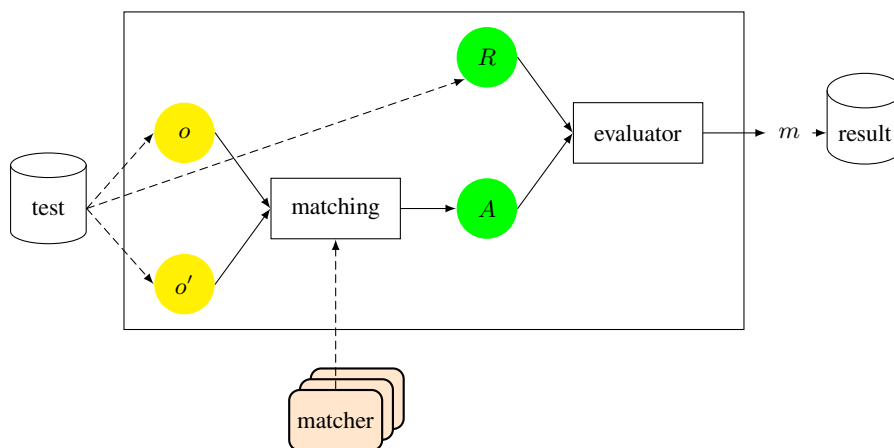 R
o
evaluator
m
result
test
matching
A
o′
matcher